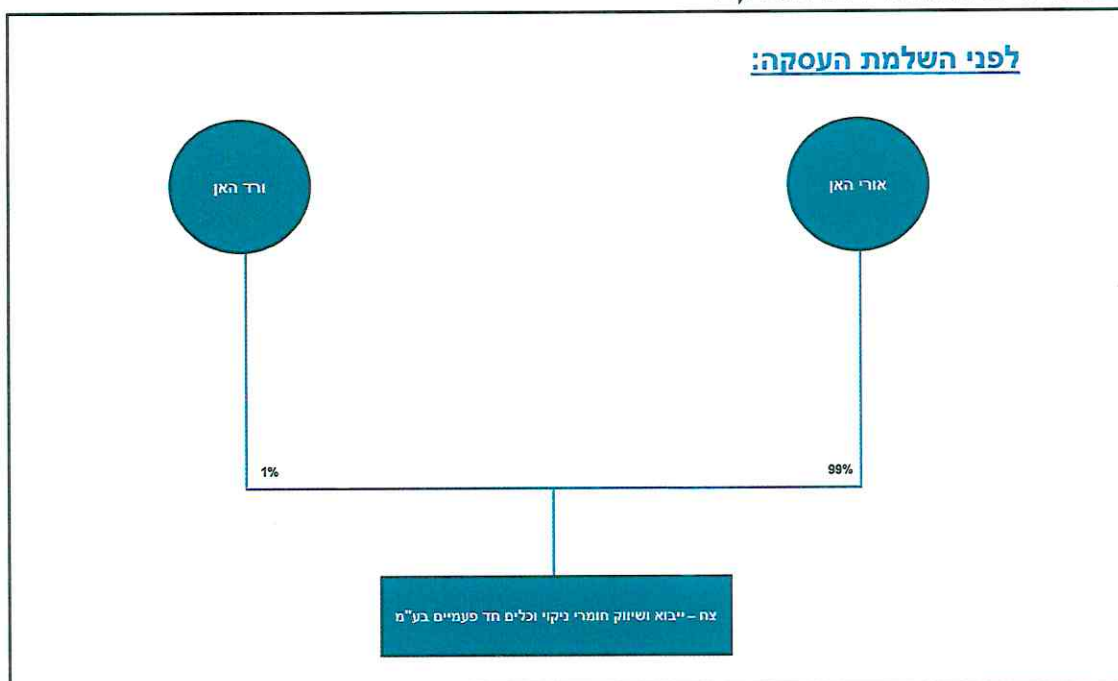 לפני השלמת העסקה:
אורי האן
ורד האן
99%
1%
צח – ייבוא ושיווק חומרי ניקוי וכלים חד פעמיים בע"מ